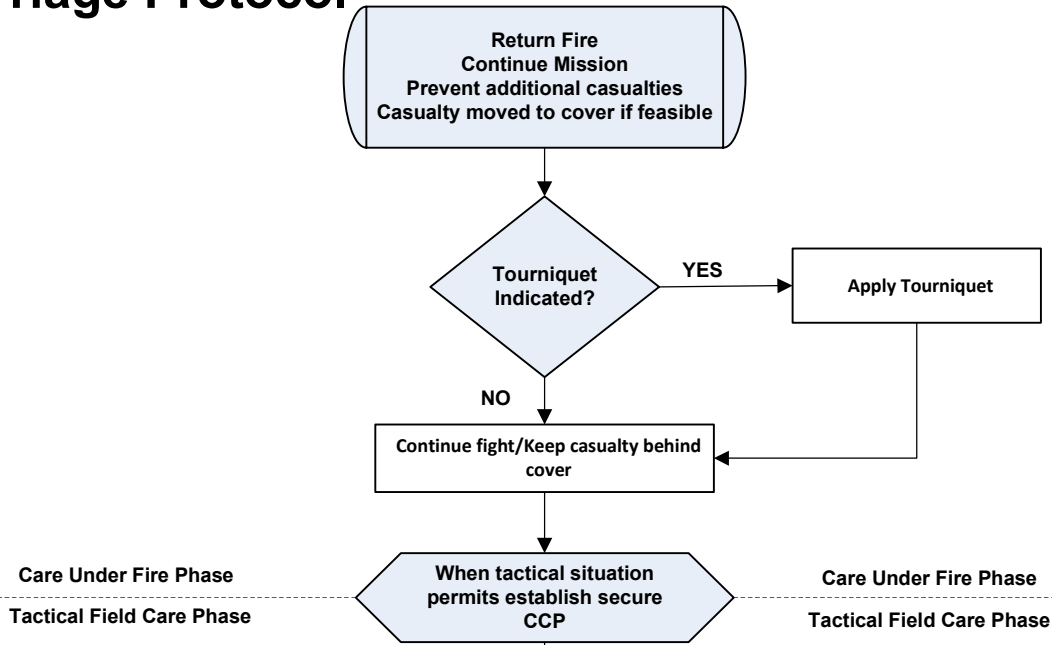 Protocol
Return Fire
Continue Mission
Prevent additional casualties
Casualty moved to cover if feasible
Tourniquet
Indicated?
YES
Apply Tourniquet
NO
Continue fight/Keep casualty behind
cover
When tactical situation
permits establish secure
CCP
Care Under Fire Phase
Care Under Fire Phase
Tactical Field Care Phase
Tactical Field Care Phase